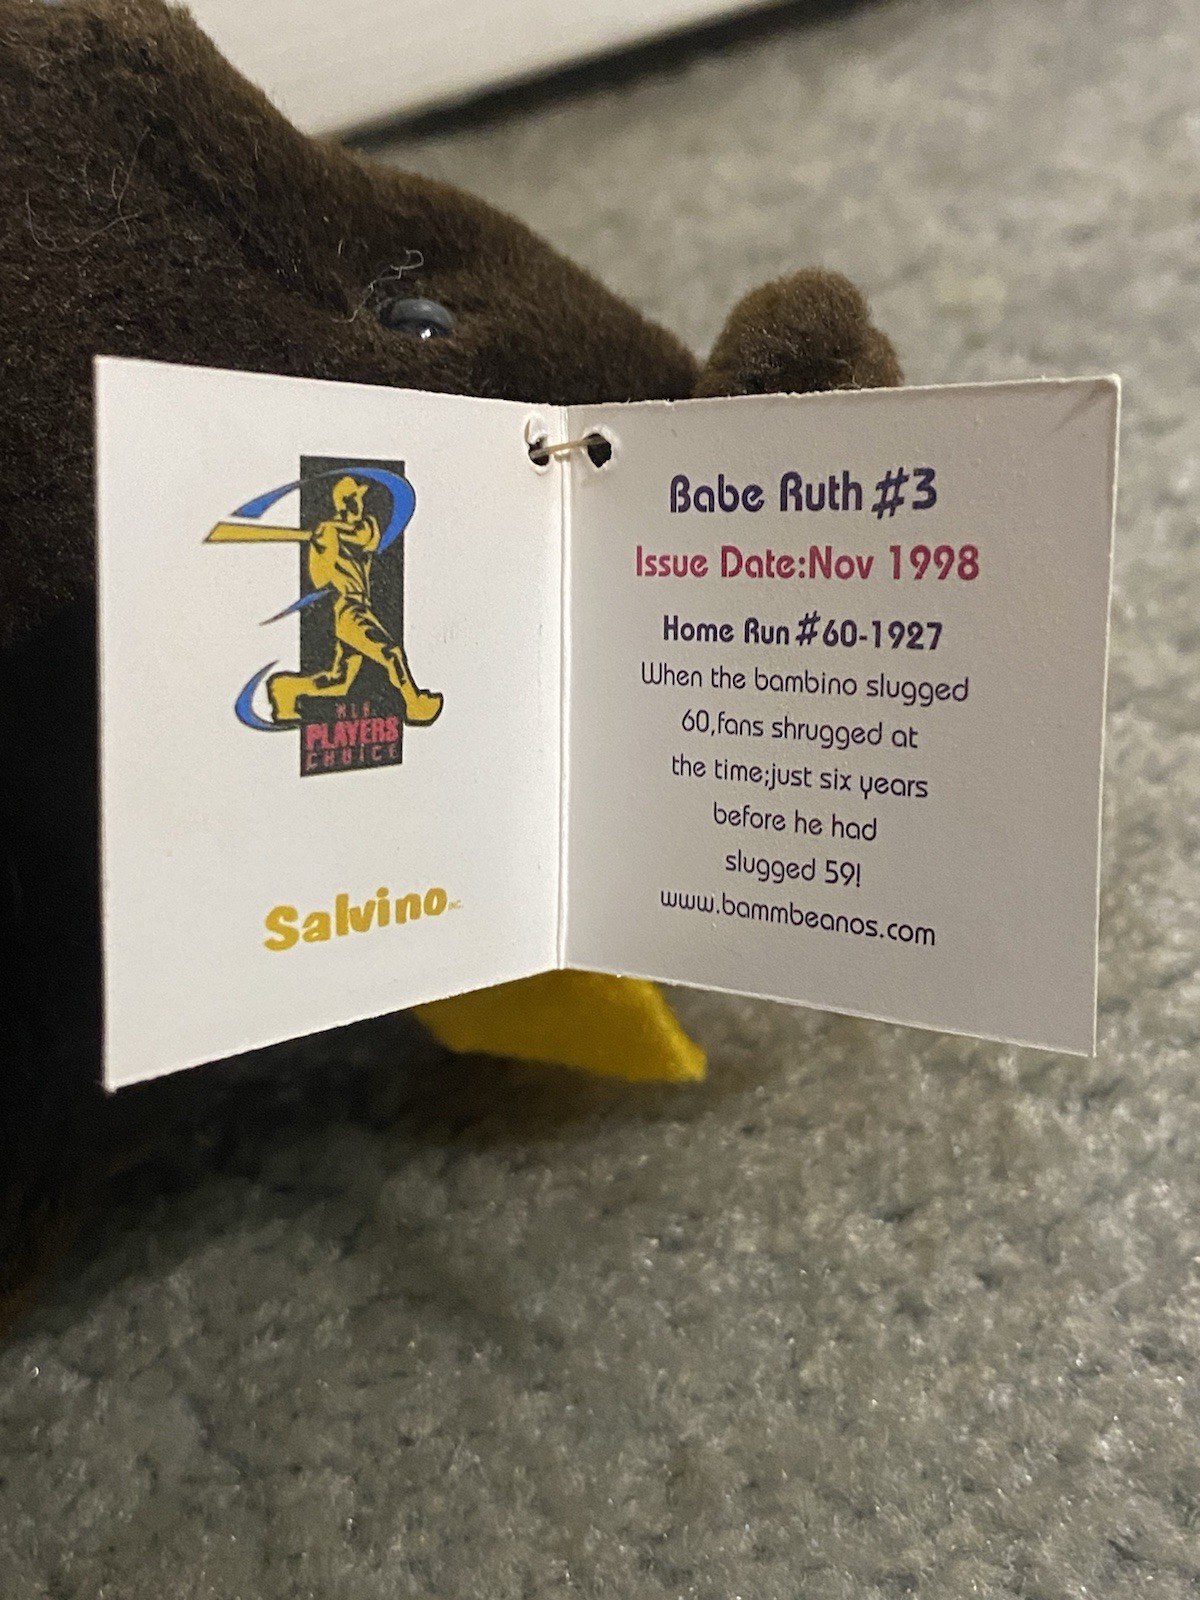 MLB
PLAYERS
CHOICE
Salvino INC.
Babe Ruth #3
Issue Date:Nov 1998
Home Run #60-1927
When the bambino slugged
60,fans shrugged at
the time;just six years
before he had
slugged 59!
www.bammbeanos.com